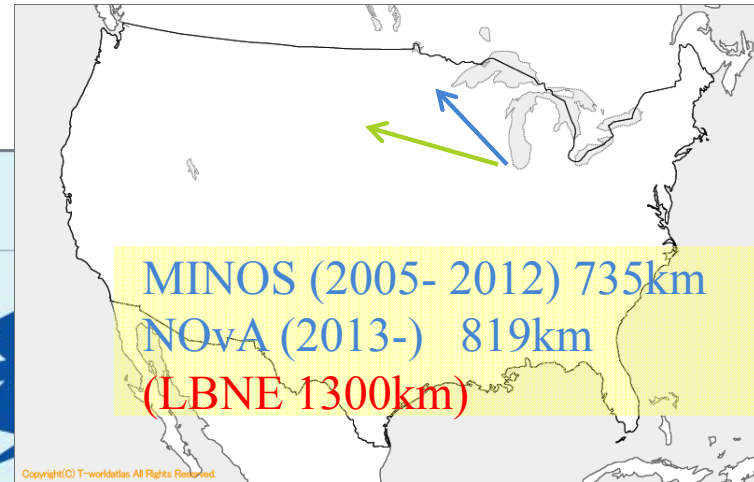 MINOS (2005- 2012) 735km
NOvA (2013-) 819km
(LBNE 1300km)
Copyright(C) T-worldatlas All Rights Reserved.